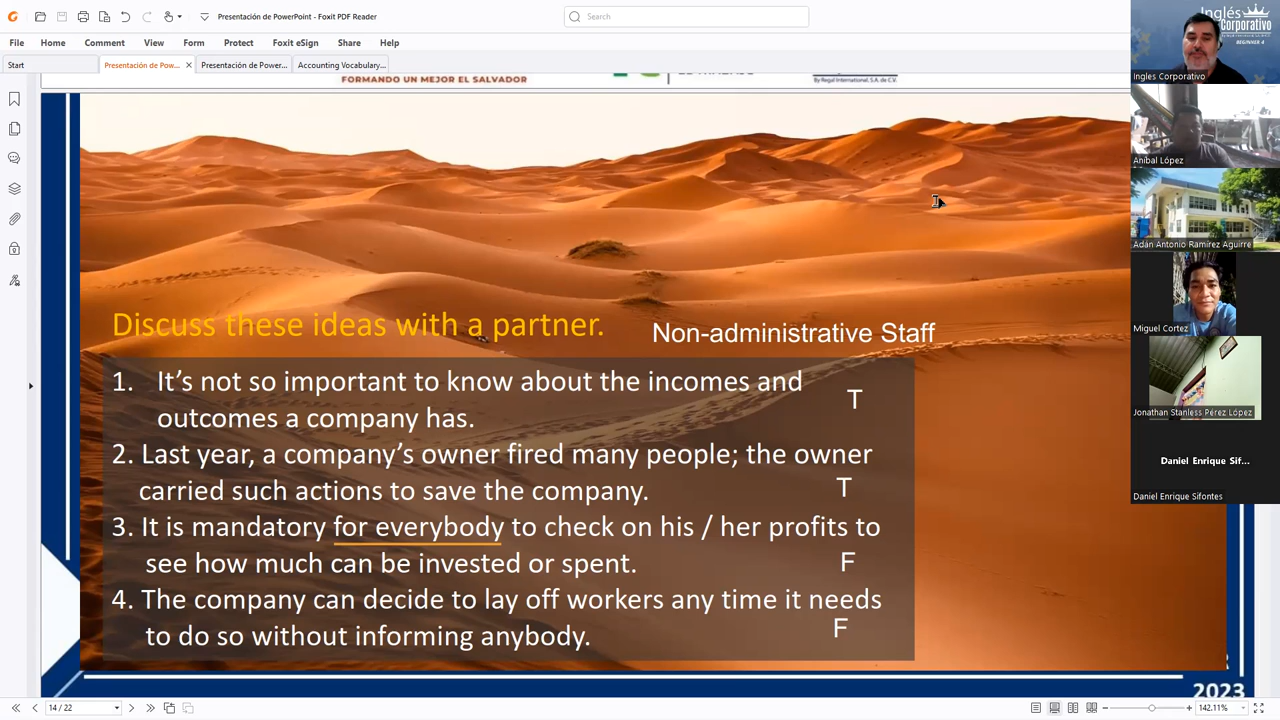 Presentación de PowerPoint - Foxit PDF Reader
Search
File Home Comment View Form Protect Foxit eSign Share Help
Start
Presentación de Pow...
Presentación de Power...
Accounting Vocabulary...
FORMANDO UN MEJOR EL SALVADOR
By Regal International, S.A. de C.V.
Discuss these ideas with a partner.
Non-administrative Staff
1. It's not so important to know about the incomes and
outcomes a company has.
T
2. Last year, a company's owner fired many people; the owner
carried such actions to save the company.
T
3. It is mandatory for everybody to check on his / her profits to
see how much can be invested or spent.
F
4. The company can decide to lay off workers any time it needs
to do so without informing anybody.
F
2023
14 / 22
142.11%
Inglés
Corporativo
BEGINNER 4
Ingles Corporativo
Aníbal López
Adán Antonio Ramírez Aguirre
Miguel Cortez
Jonathan Stanless Pérez López
Daniel Enrique Sif...
Daniel Enrique Sifontes